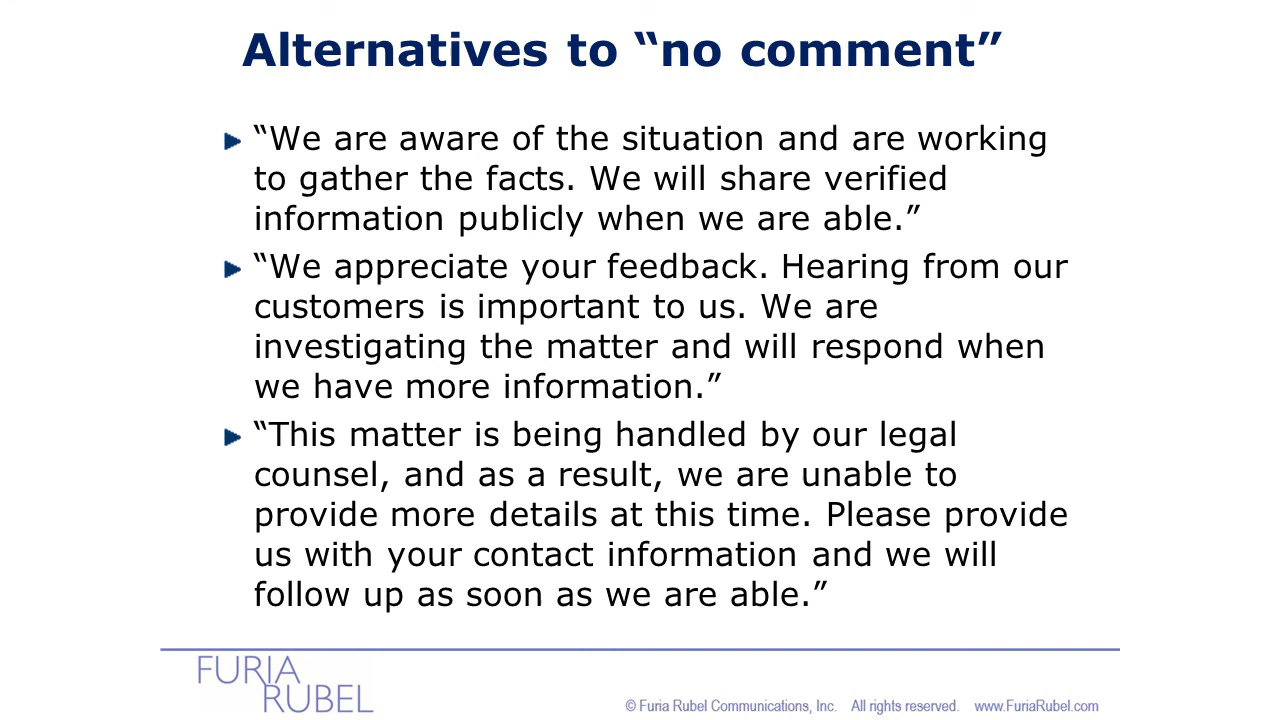 Alternatives to “no comment”
“We are aware of the situation and are working
to gather the facts. We will share verified
information publicly when we are able.”
“We appreciate your feedback. Hearing from our
customers is important to us. We are
investigating the matter and will respond when
we have more information.”
“This matter is being handled by our legal
counsel, and as a result, we are unable to
provide more details at this time. Please provide
us with your contact information and we will
follow up as soon as we are able.”
FURIA
RUBEL
© Furia Rubel Communications, Inc. All rights reserved. www.FuriaRubel.com